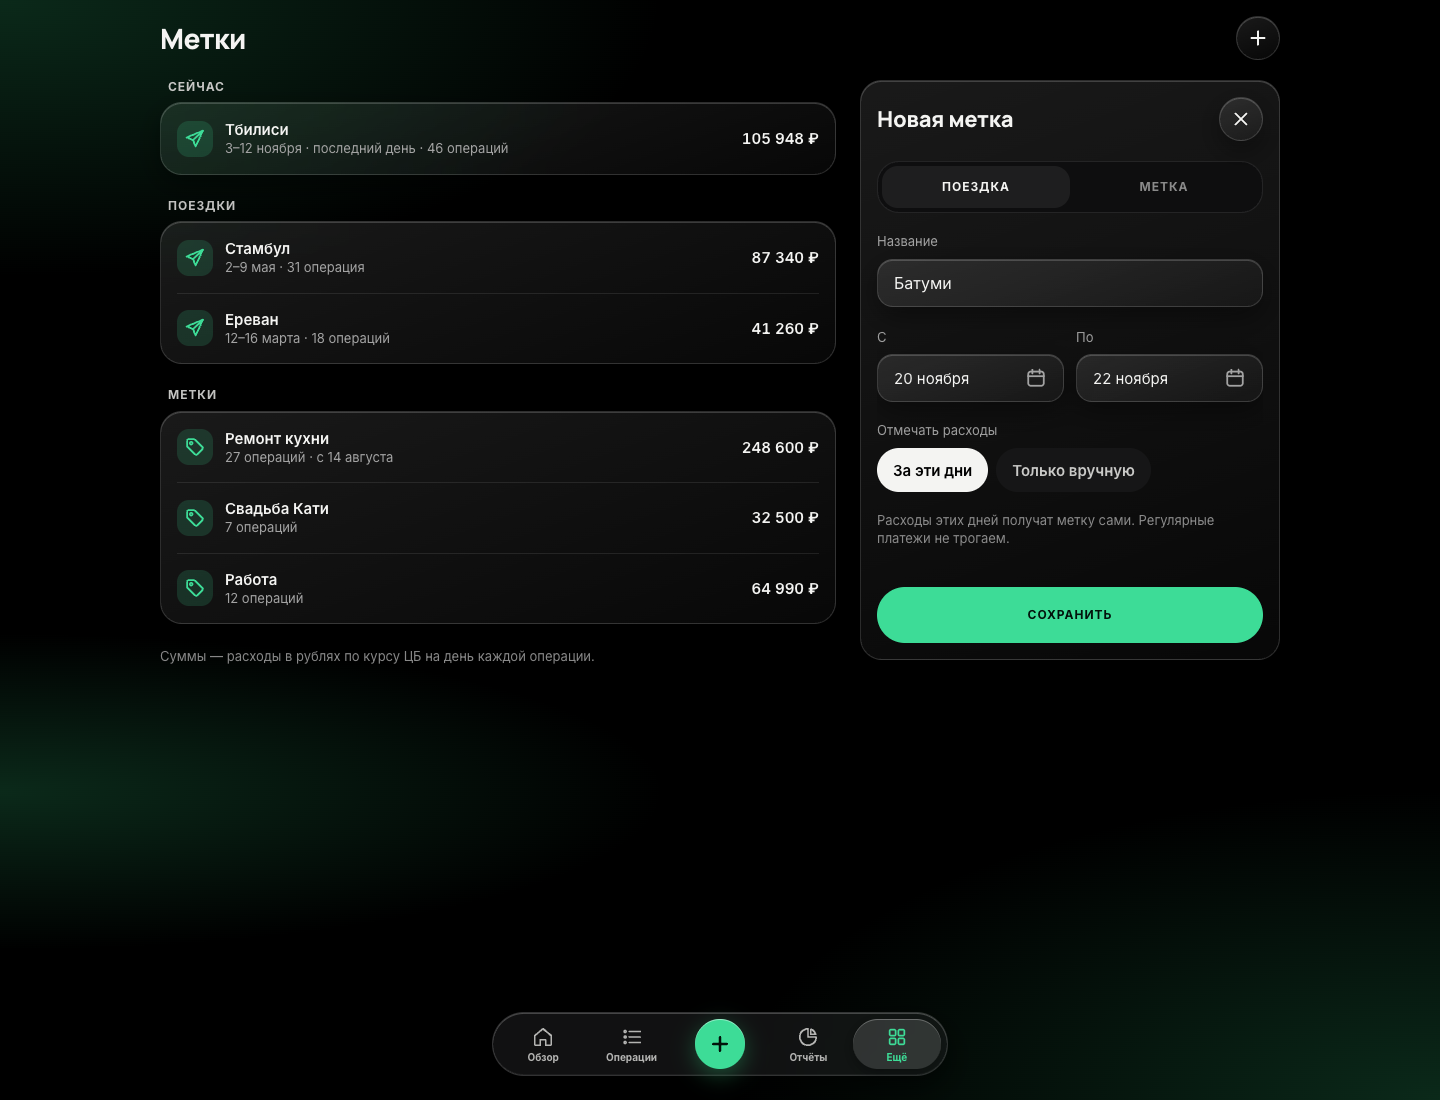 Метки
СЕЙЧАС
Тбилиси
3–12 ноября · последний день · 46 операций
105 948 ₽
ПОЕЗДКИ
Стамбул
2–9 мая · 31 операция
87 340 ₽
Ереван
12–16 марта · 18 операций
41 260 ₽
МЕТКИ
Ремонт кухни
27 операций · с 14 августа
248 600 ₽
Свадьба Кати
7 операций
32 500 ₽
Работа
12 операций
64 990 ₽
Суммы — расходы в рублях по курсу ЦБ на день каждой операции.
Новая метка
ПОЕЗДКА
МЕТКА
Название
Батуми
С
По
20 ноября
22 ноября
Отмечать расходы
За эти дни
Только вручную
Расходы этих дней получат метку сами. Регулярные
платежи не трогаем.
СОХРАНИТЬ
Обзор
Операции
Отчёты
Ещё